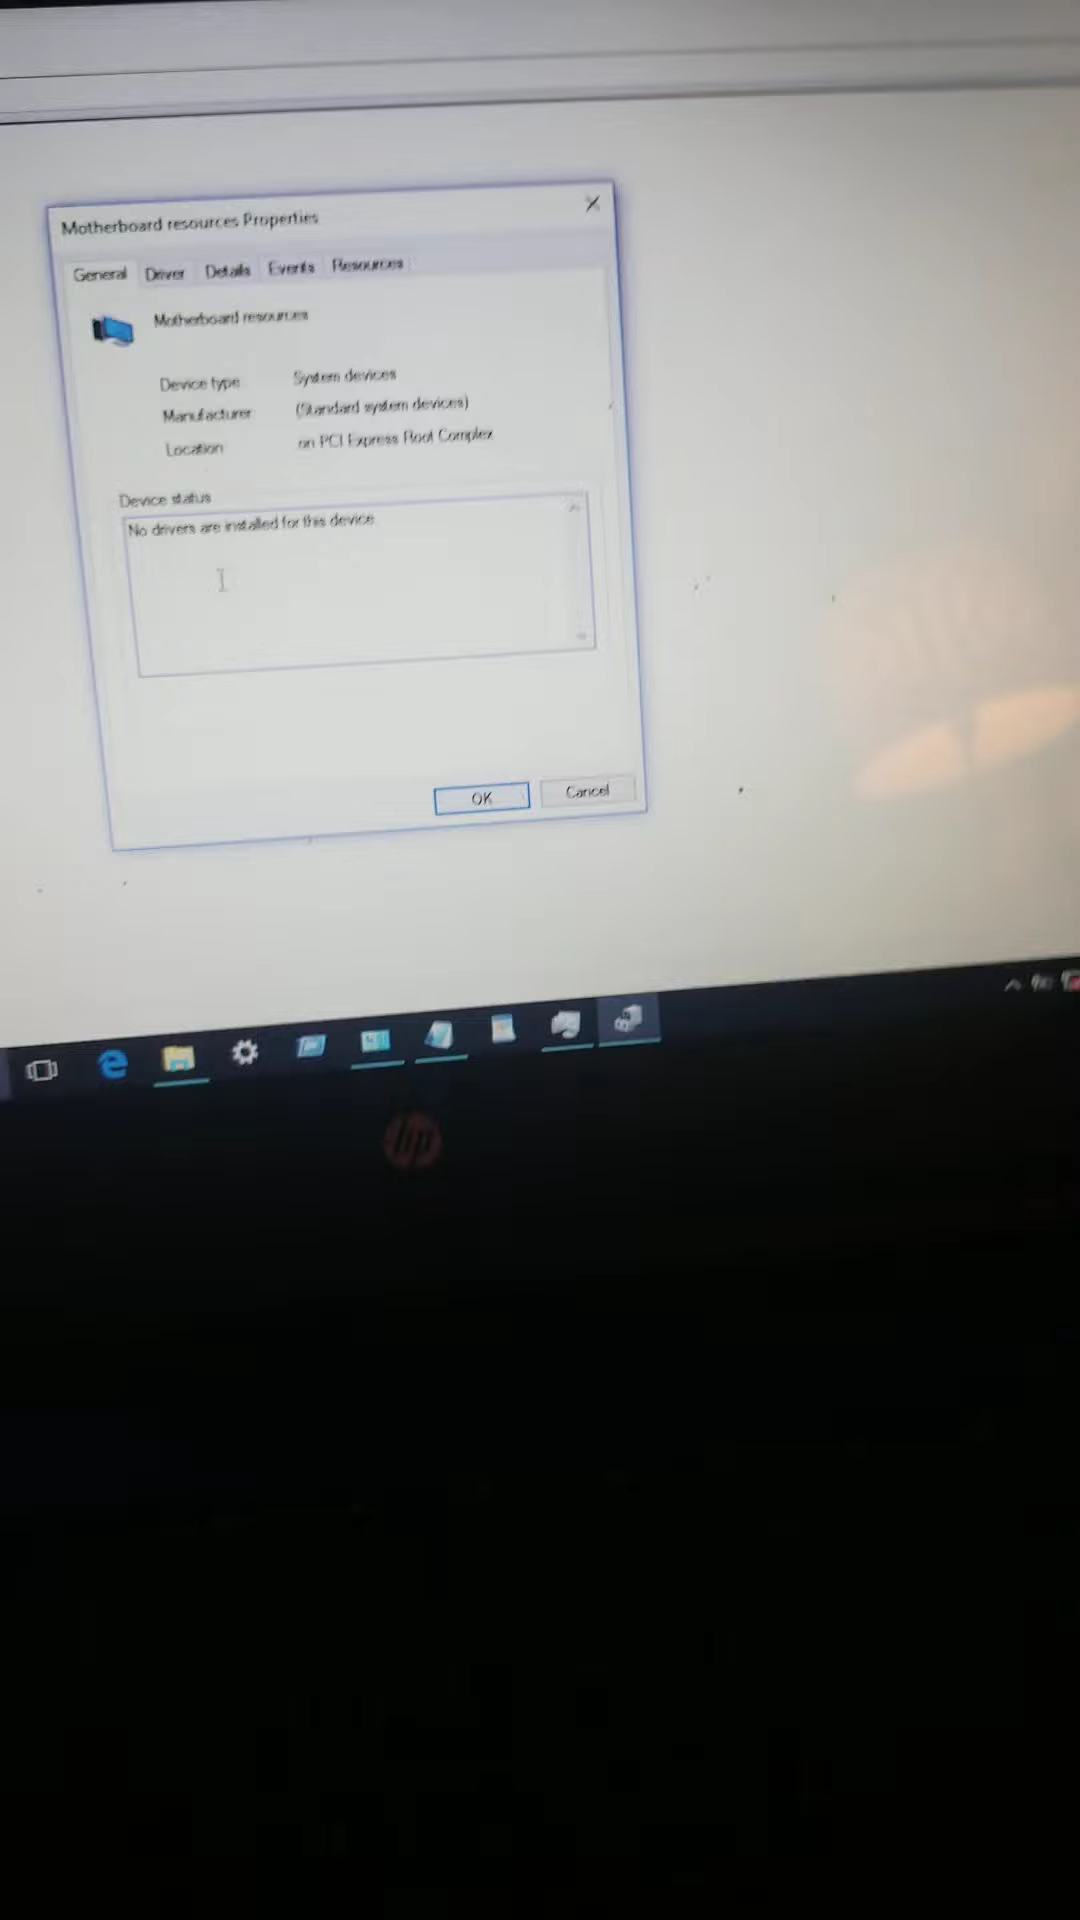 Motherboard resources Properties
General Driver Details Events Resources
Motherboard resources
Device type System devices
Manufacturer (Standard system devices)
Location on PCI Express Root Complex
Device status
No drivers are installed for this device.
OK Cancel
hp